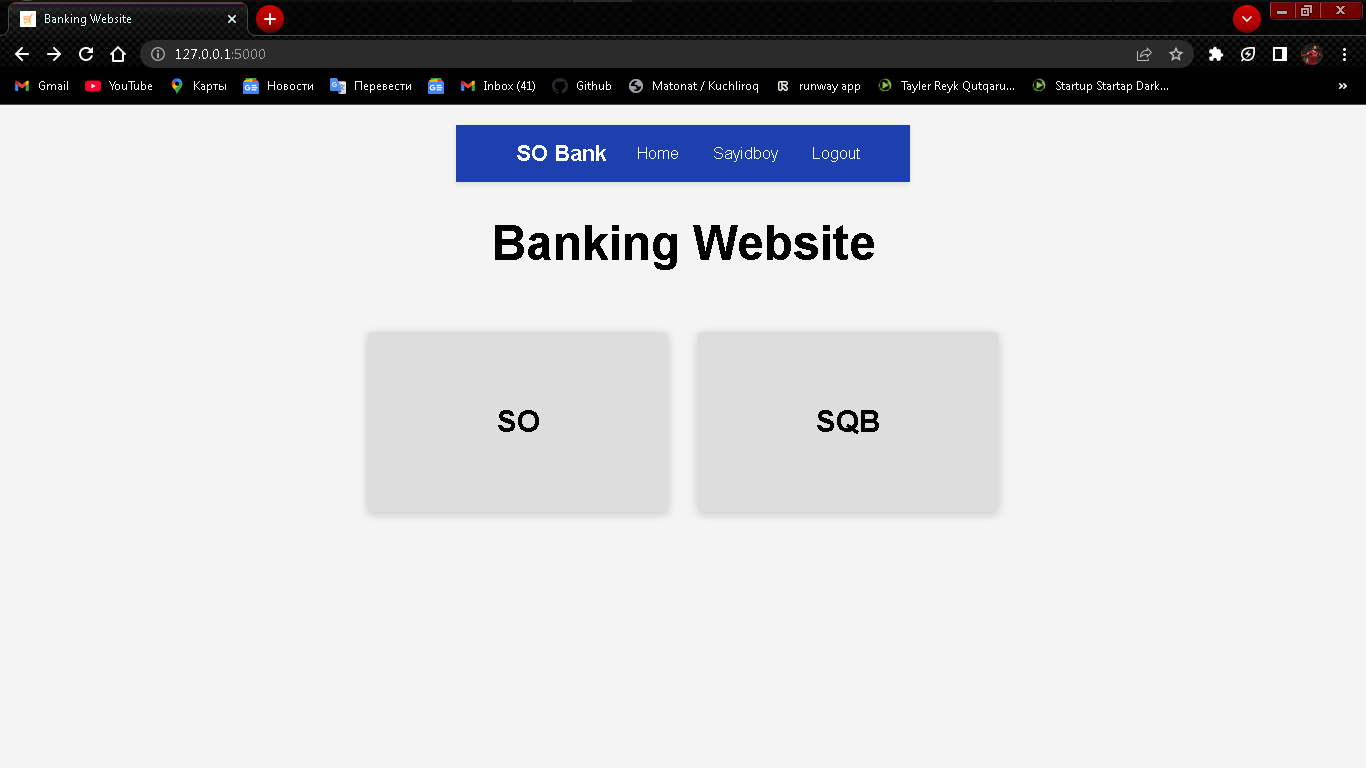 Banking Website
127.0.0.1:5000
Gmail YouTube Карты Новости Перевести Inbox (41) Github Matonat / Kuchliroq runway app Tayler Reyk Qutqaru... Startup Startap Dark... »
SO Bank Home Sayidboy Logout
Banking Website
SO SQB